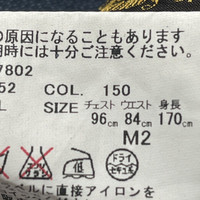 の原因になることもあります
用時には十分ご注意ください。
7802
52 COL. 150
L SIZE チェスト ウエスト 身長
96cm 84cm 170cm
M2
ドライ
セキユ系
ベルに直接アイロンを